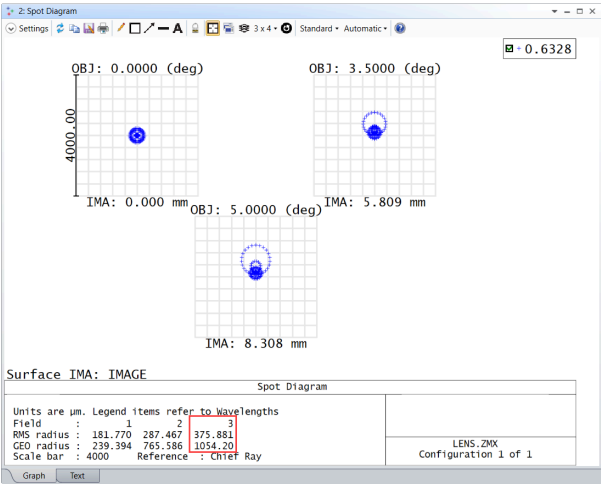 2: Spot Diagram
Settings
A
3 x 4
Standard
Automatic
+ 0.6328
OBJ: 0.0000 (deg)
OBJ: 3.5000 (deg)
4000.00
IMA: 0.000 mm
IMA: 5.809 mm
OBJ: 5.0000 (deg)
IMA: 8.308 mm
Surface IMA: IMAGE
Spot Diagram
Units are µm. Legend items refer to Wavelengths
Field : 1 2 3
RMS radius : 181.770 287.467 375.881
GEO radius : 239.394 765.586 1054.20
Scale bar : 4000 Reference : Chief Ray
LENS.ZMX
Configuration 1 of 1
Graph Text